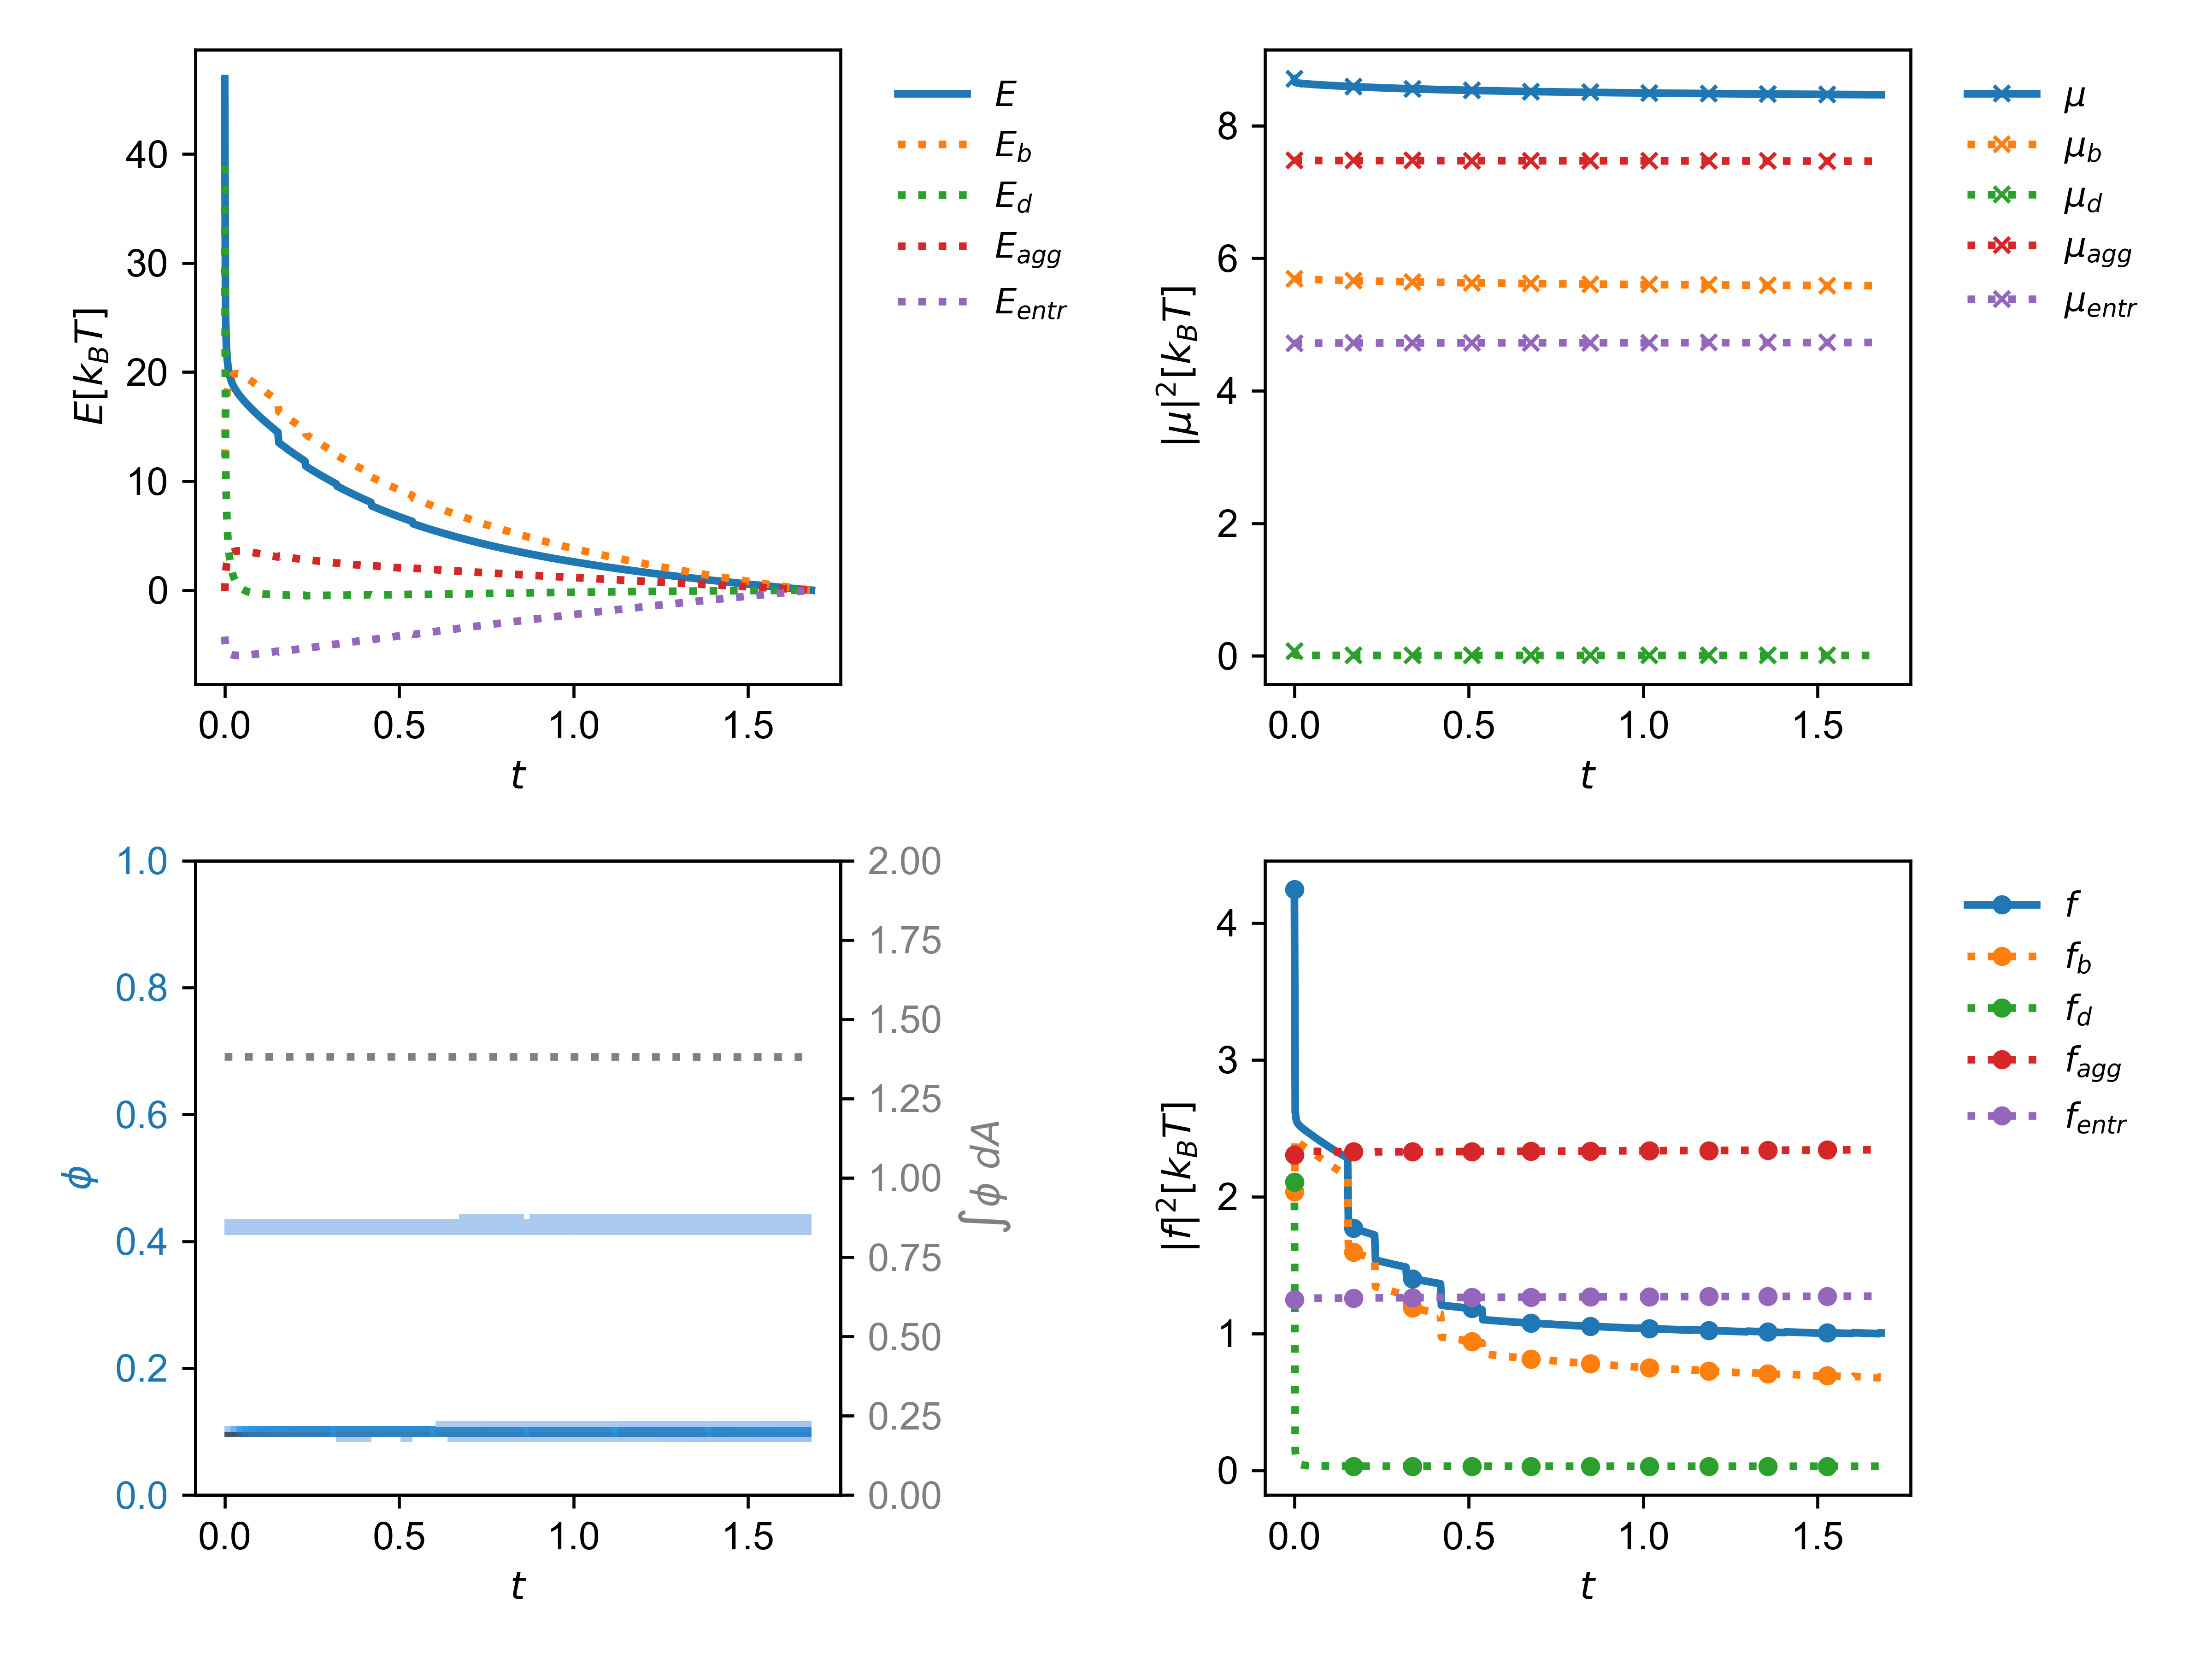 E[k_BT]
40
30
20
10
0
0.0 0.5 1.0 1.5
t
E
E_b
E_d
E_agg
E_entr
|μ|²[k_BT]
8
6
4
2
0
0.0 0.5 1.0 1.5
t
μ
μ_b
μ_d
μ_agg
μ_entr
ϕ
1.0
0.8
0.6
0.4
0.2
0.0
0.0 0.5 1.0 1.5
t
2.00
1.75
1.50
1.25
1.00
0.75
0.50
0.25
0.00
∫ ϕ dA
|f|²[k_BT]
4
3
2
1
0
0.0 0.5 1.0 1.5
t
f
f_b
f_d
f_agg
f_entr